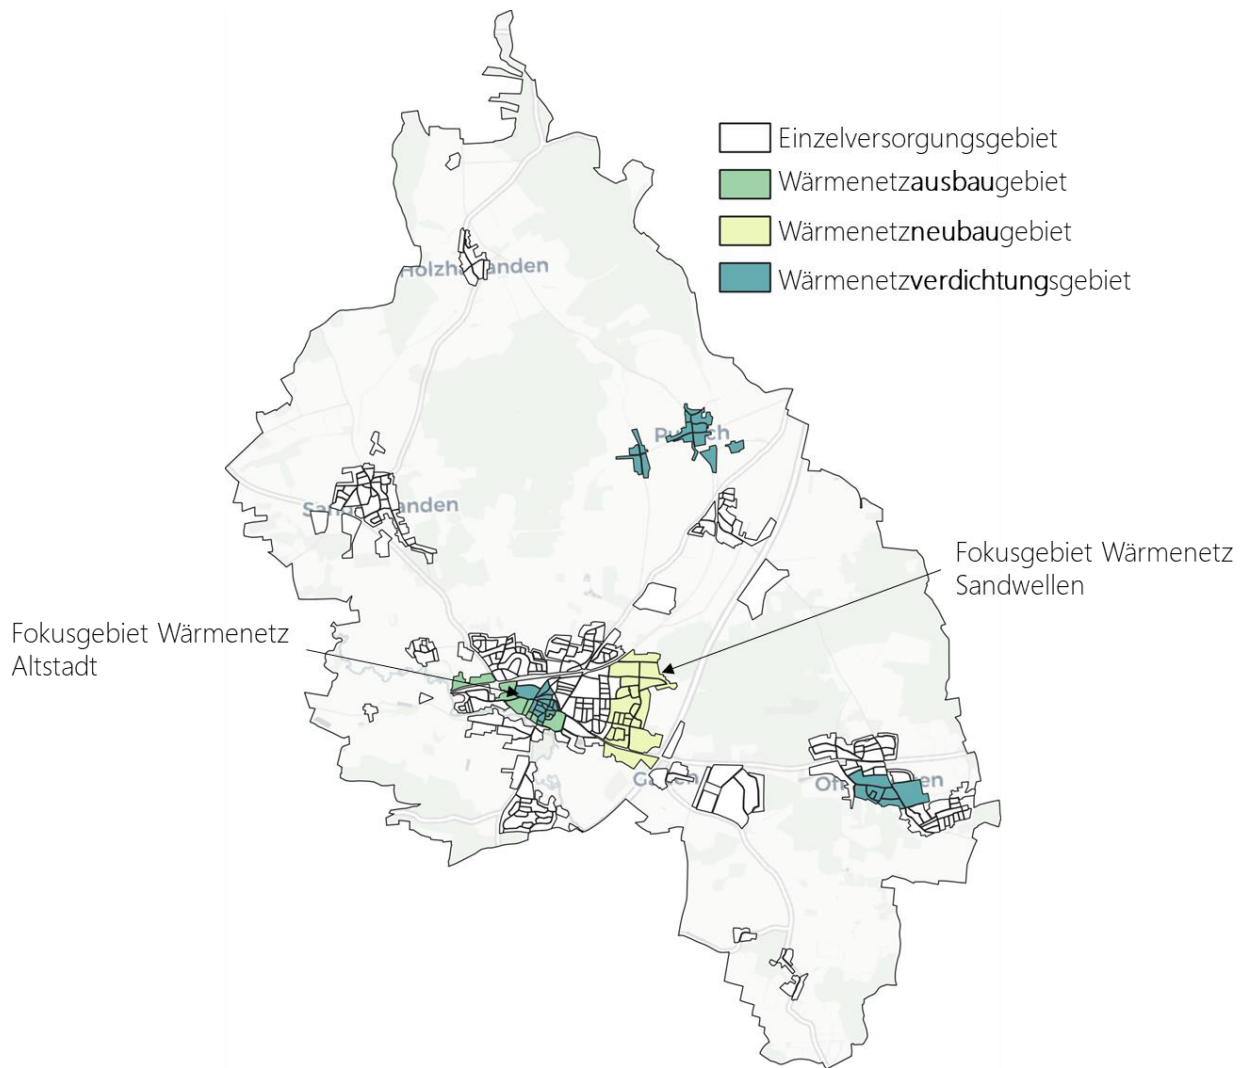 Einzelversorgungsgebiet
Wärmenetzausbaugebiet
Wärmenetzneubaugebiet
Wärmenetzverdichtungsgebiet
Fokusgebiet Wärmenetz
Sandwellen
Fokusgebiet Wärmenetz
Altstadt